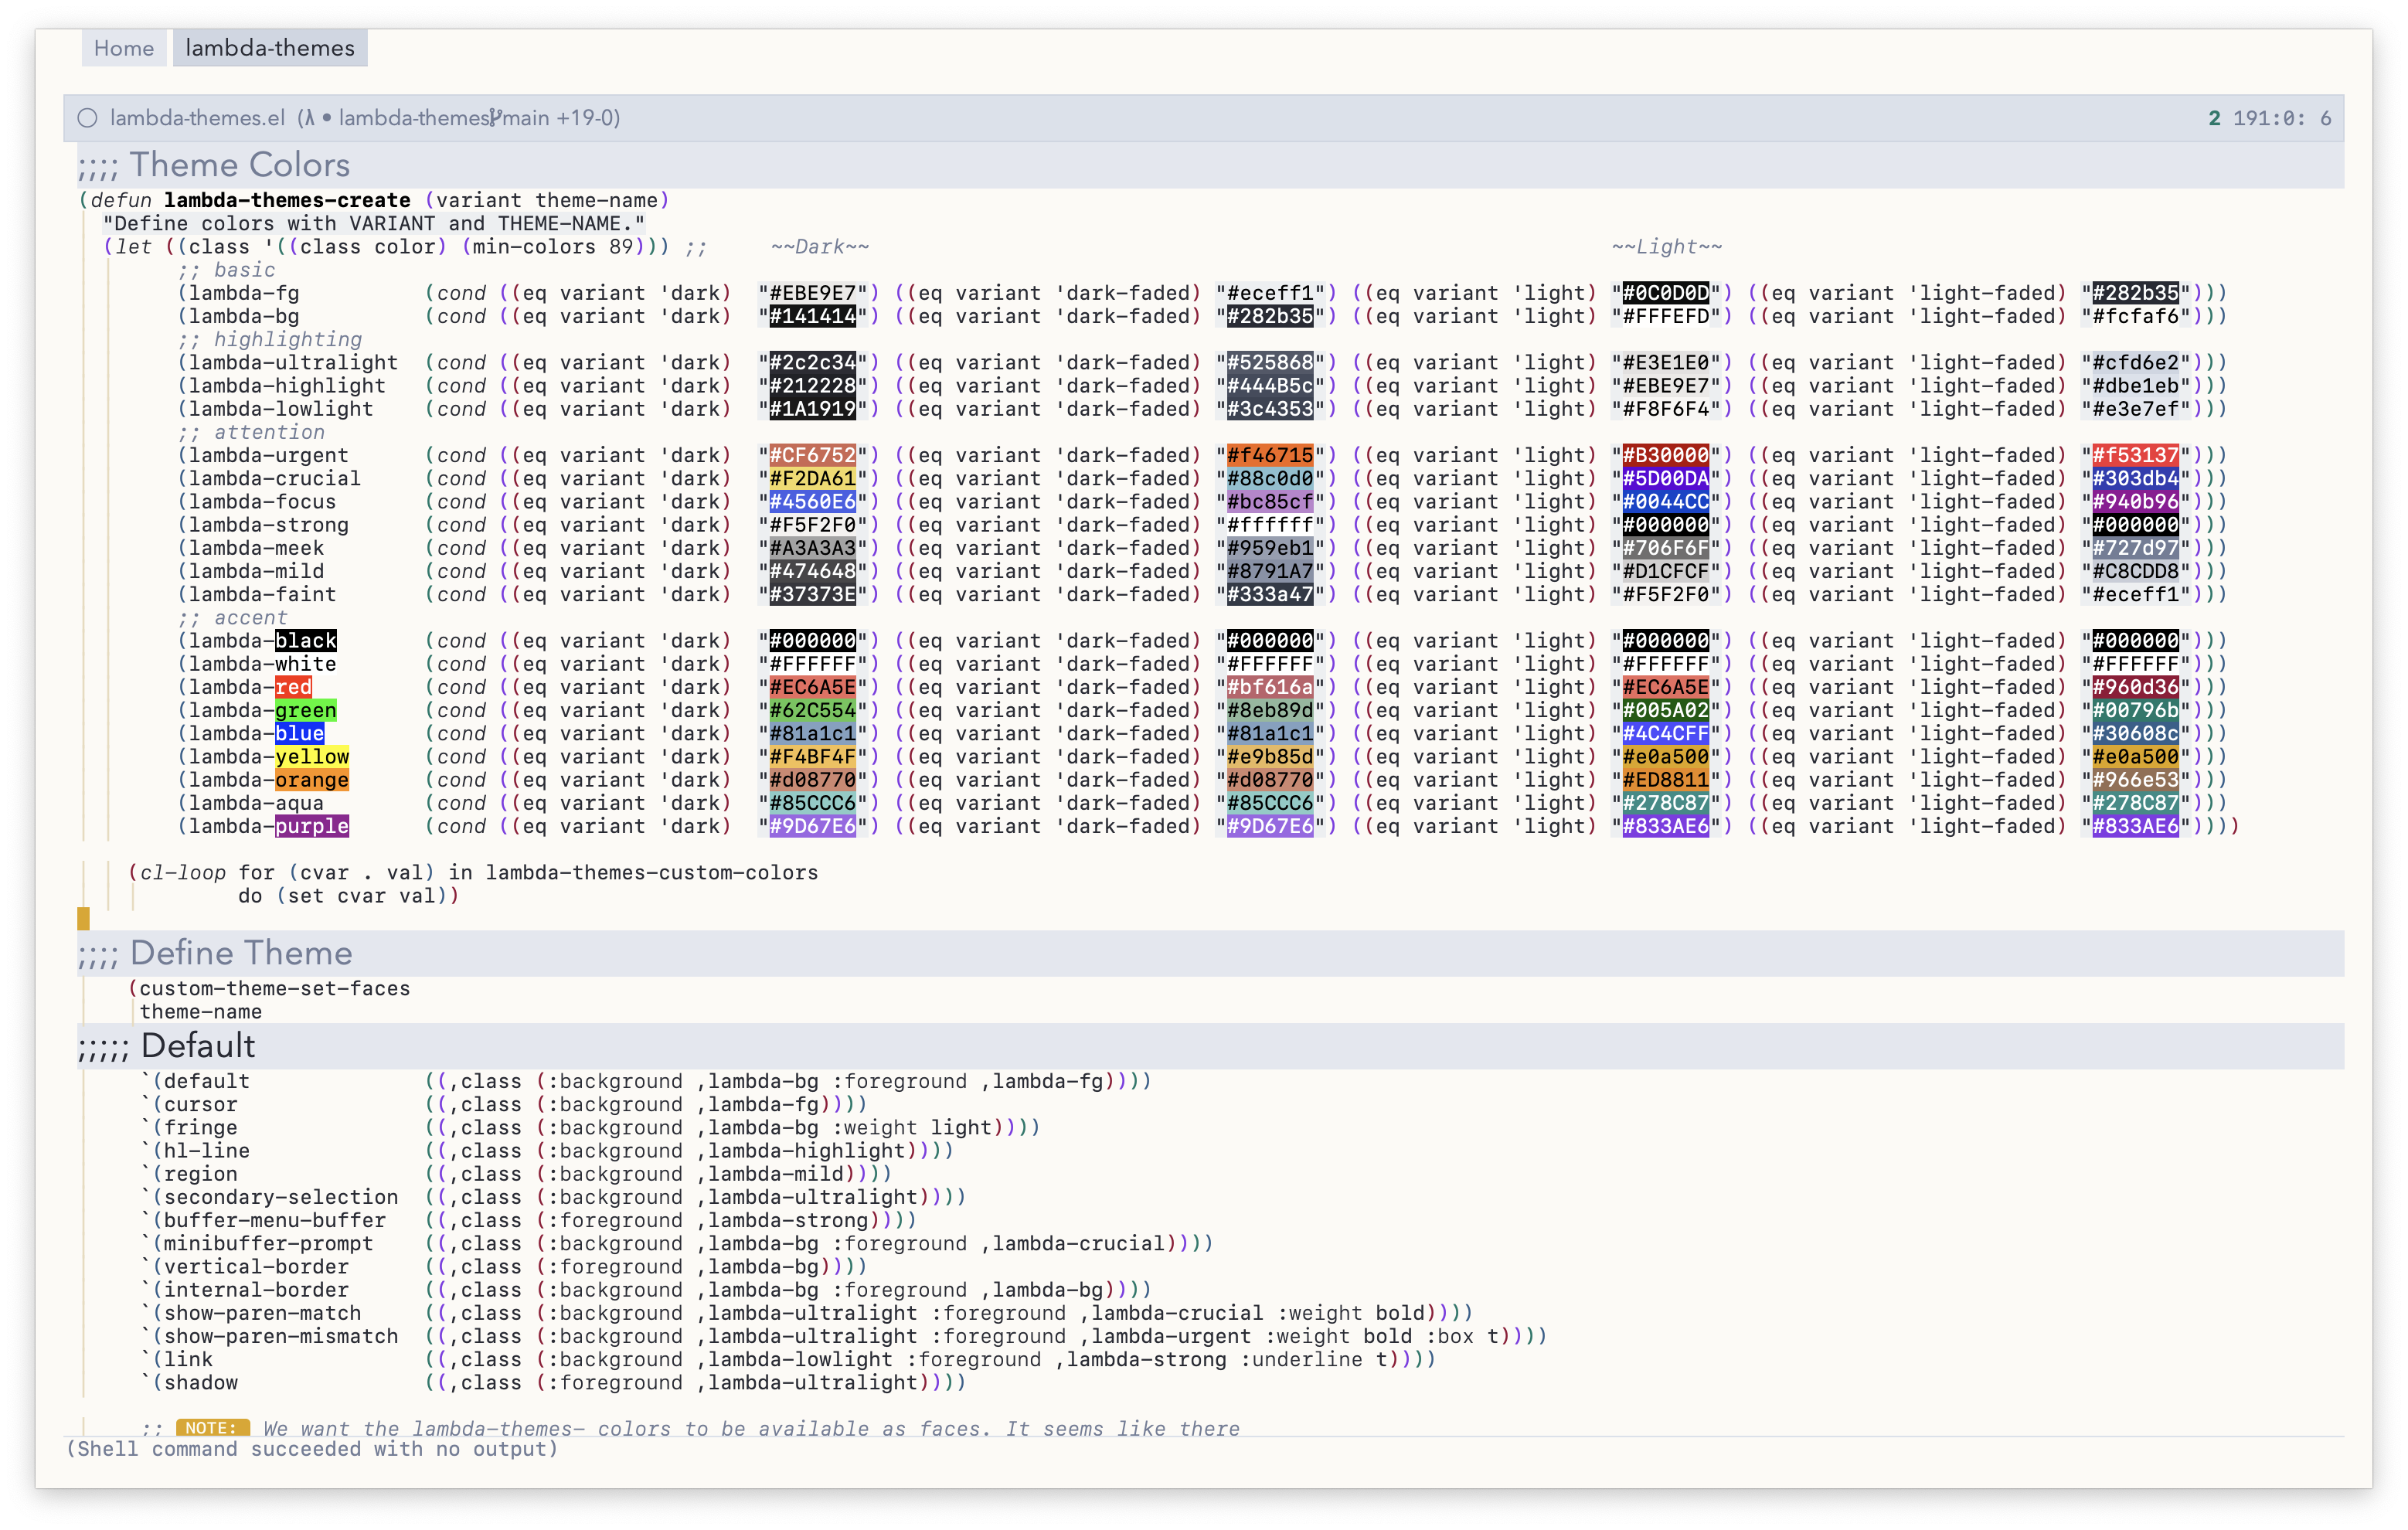 Home lambda-themes
lambda-themes.el (λ • lambda-themes main +19-0) 2 191:0: 6
;;;; Theme Colors
(defun lambda-themes-create (variant theme-name)
  "Define colors with VARIANT and THEME-NAME."
  (let ((class '((class color) (min-colors 89))) ;; ~~Dark~~ ~~Light~~
        ;; basic
        (lambda-fg          (cond ((eq variant 'dark)  "#EBE9E7") ((eq variant 'dark-faded) "#eceff1") ((eq variant 'light) "#0C0D0D") ((eq variant 'light-faded) "#282b35")))
        (lambda-bg          (cond ((eq variant 'dark)  "#141414") ((eq variant 'dark-faded) "#282b35") ((eq variant 'light) "#FFFEFD") ((eq variant 'light-faded) "#fcfaf6")))
        ;; highlighting
        (lambda-ultralight  (cond ((eq variant 'dark)  "#2c2c34") ((eq variant 'dark-faded) "#525868") ((eq variant 'light) "#E3E1E0") ((eq variant 'light-faded) "#cfd6e2")))
        (lambda-highlight   (cond ((eq variant 'dark)  "#212228") ((eq variant 'dark-faded) "#444B5c") ((eq variant 'light) "#EBE9E7") ((eq variant 'light-faded) "#dbe1eb")))
        (lambda-lowlight    (cond ((eq variant 'dark)  "#1A1919") ((eq variant 'dark-faded) "#3c4353") ((eq variant 'light) "#F8F6F4") ((eq variant 'light-faded) "#e3e7ef")))
        ;; attention
        (lambda-urgent      (cond ((eq variant 'dark)  "#CF6752") ((eq variant 'dark-faded) "#f46715") ((eq variant 'light) "#B30000") ((eq variant 'light-faded) "#f53137")))
        (lambda-crucial     (cond ((eq variant 'dark)  "#F2DA61") ((eq variant 'dark-faded) "#88c0d0") ((eq variant 'light) "#5D00DA") ((eq variant 'light-faded) "#303db4")))
        (lambda-focus       (cond ((eq variant 'dark)  "#4560E6") ((eq variant 'dark-faded) "#bc85cf") ((eq variant 'light) "#0044CC") ((eq variant 'light-faded) "#940b96")))
        (lambda-strong      (cond ((eq variant 'dark)  "#F5F2F0") ((eq variant 'dark-faded) "#ffffff") ((eq variant 'light) "#000000") ((eq variant 'light-faded) "#000000")))
        (lambda-meek        (cond ((eq variant 'dark)  "#A3A3A3") ((eq variant 'dark-faded) "#959eb1") ((eq variant 'light) "#706F6F") ((eq variant 'light-faded) "#727d97")))
        (lambda-mild        (cond ((eq variant 'dark)  "#474648") ((eq variant 'dark-faded) "#8791A7") ((eq variant 'light) "#D1CFCF") ((eq variant 'light-faded) "#C8CDD8")))
        (lambda-faint       (cond ((eq variant 'dark)  "#37373E") ((eq variant 'dark-faded) "#333a47") ((eq variant 'light) "#F5F2F0") ((eq variant 'light-faded) "#eceff1")))
        ;; accent
        (lambda-black       (cond ((eq variant 'dark)  "#000000") ((eq variant 'dark-faded) "#000000") ((eq variant 'light) "#000000") ((eq variant 'light-faded) "#000000")))
        (lambda-white       (cond ((eq variant 'dark)  "#FFFFFF") ((eq variant 'dark-faded) "#FFFFFF") ((eq variant 'light) "#FFFFFF") ((eq variant 'light-faded) "#FFFFFF")))
        (lambda-red         (cond ((eq variant 'dark)  "#EC6A5E") ((eq variant 'dark-faded) "#bf616a") ((eq variant 'light) "#EC6A5E") ((eq variant 'light-faded) "#960d36")))
        (lambda-green       (cond ((eq variant 'dark)  "#62C554") ((eq variant 'dark-faded) "#8eb89d") ((eq variant 'light) "#005A02") ((eq variant 'light-faded) "#00796b")))
        (lambda-blue        (cond ((eq variant 'dark)  "#81a1c1") ((eq variant 'dark-faded) "#81a1c1") ((eq variant 'light) "#4C4CFF") ((eq variant 'light-faded) "#30608c")))
        (lambda-yellow      (cond ((eq variant 'dark)  "#F4BF4F") ((eq variant 'dark-faded) "#e9b85d") ((eq variant 'light) "#e0a500") ((eq variant 'light-faded) "#e0a500")))
        (lambda-orange      (cond ((eq variant 'dark)  "#d08770") ((eq variant 'dark-faded) "#d08770") ((eq variant 'light) "#ED8811") ((eq variant 'light-faded) "#966e53")))
        (lambda-aqua        (cond ((eq variant 'dark)  "#85CCC6") ((eq variant 'dark-faded) "#85CCC6") ((eq variant 'light) "#278C87") ((eq variant 'light-faded) "#278C87")))
        (lambda-purple      (cond ((eq variant 'dark)  "#9D67E6") ((eq variant 'dark-faded) "#9D67E6") ((eq variant 'light) "#833AE6") ((eq variant 'light-faded) "#833AE6"))))
    (cl-loop for (cvar . val) in lambda-themes-custom-colors
             do (set cvar val))
;;;; Define Theme
    (custom-theme-set-faces
     theme-name
;;;;; Default
     `(default              ((,class (:background ,lambda-bg :foreground ,lambda-fg))))
     `(cursor               ((,class (:background ,lambda-fg))))
     `(fringe               ((,class (:background ,lambda-bg :weight light))))
     `(hl-line              ((,class (:background ,lambda-highlight))))
     `(region               ((,class (:background ,lambda-mild))))
     `(secondary-selection  ((,class (:background ,lambda-ultralight))))
     `(buffer-menu-buffer   ((,class (:foreground ,lambda-strong))))
     `(minibuffer-prompt    ((,class (:background ,lambda-bg :foreground ,lambda-crucial))))
     `(vertical-border      ((,class (:foreground ,lambda-bg))))
     `(internal-border      ((,class (:background ,lambda-bg :foreground ,lambda-bg))))
     `(show-paren-match     ((,class (:background ,lambda-ultralight :foreground ,lambda-crucial :weight bold))))
     `(show-paren-mismatch  ((,class (:background ,lambda-ultralight :foreground ,lambda-urgent :weight bold :box t))))
     `(link                 ((,class (:background ,lambda-lowlight :foreground ,lambda-strong :underline t))))
     `(shadow               ((,class (:foreground ,lambda-ultralight))))
     ;; NOTE: We want the lambda-themes- colors to be available as faces. It seems like there
(Shell command succeeded with no output)